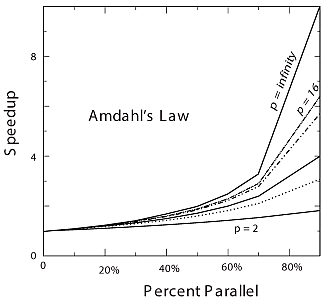 8
4
0
Speedup
Amdahl's Law
p = infinity
p = 16
p = 2
0 20% 40% 60% 80%
Percent Parallel